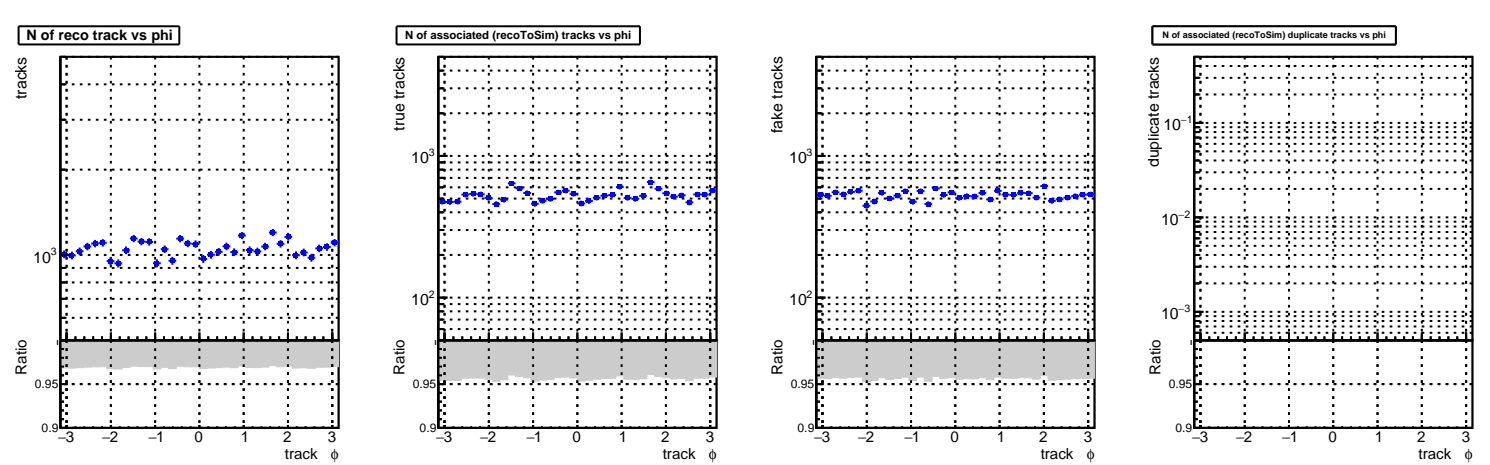 N of reco track vs phi
tracks
10³
Ratio
0.95
0.9
−3 −2 −1 0 1 2 3
track ϕ
N of associated (recoToSim) tracks vs phi
true tracks
10³
10²
Ratio
0.95
0.9
−3 −2 −1 0 1 2 3
track ϕ
fake tracks
10³
10²
Ratio
0.95
0.9
−3 −2 −1 0 1 2 3
track ϕ
N of associated (recoToSim) duplicate tracks vs phi
duplicate tracks
10⁻¹
10⁻²
10⁻³
Ratio
0.95
0.9
−3 −2 −1 0 1 2 3
track ϕ